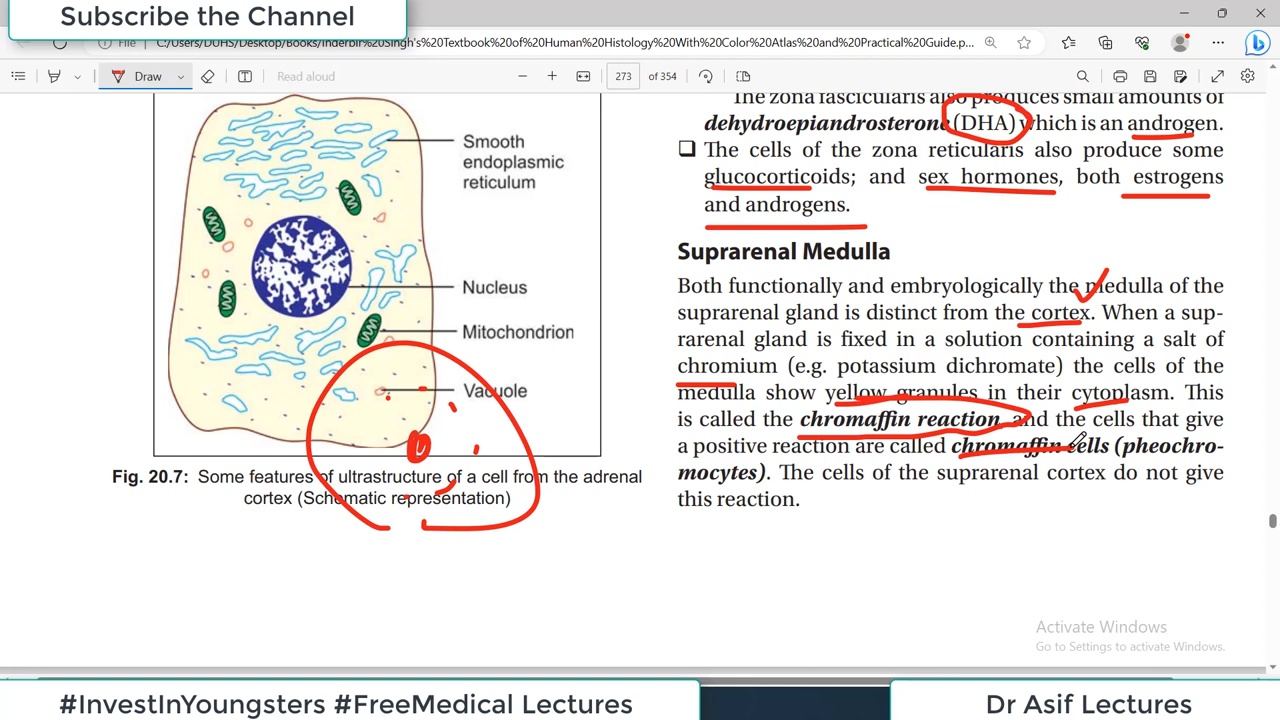 Subscribe the Channel
File
C:/Users/DUHS/Desktop/Books/Inderbir%20Singh's%20Textbook%20of%20Human%20Histology%20With%20Color%20Atlas%20and%20Practical%20Guide.p...
Draw
Read aloud
273 of 354
Smooth
endoplasmic
reticulum
Nucleus
Mitochondrion
Vacuole
Fig. 20.7: Some features of ultrastructure of a cell from the adrenal
cortex (Schematic representation)
The zona fascicularis also produces small amounts of
dehydroepiandrosterone (DHA) which is an androgen.
❑ The cells of the zona reticularis also produce some
glucocorticoids; and sex hormones, both estrogens
and androgens.
Suprarenal Medulla
Both functionally and embryologically the medulla of the
suprarenal gland is distinct from the cortex. When a sup-
rarenal gland is fixed in a solution containing a salt of
chromium (e.g. potassium dichromate) the cells of the
medulla show yellow granules in their cytoplasm. This
is called the chromaffin reaction and the cells that give
a positive reaction are called chromaffin cells (pheochro-
mocytes). The cells of the suprarenal cortex do not give
this reaction.
Activate Windows
Go to Settings to activate Windows.
#InvestInYoungsters #FreeMedical Lectures
Dr Asif Lectures